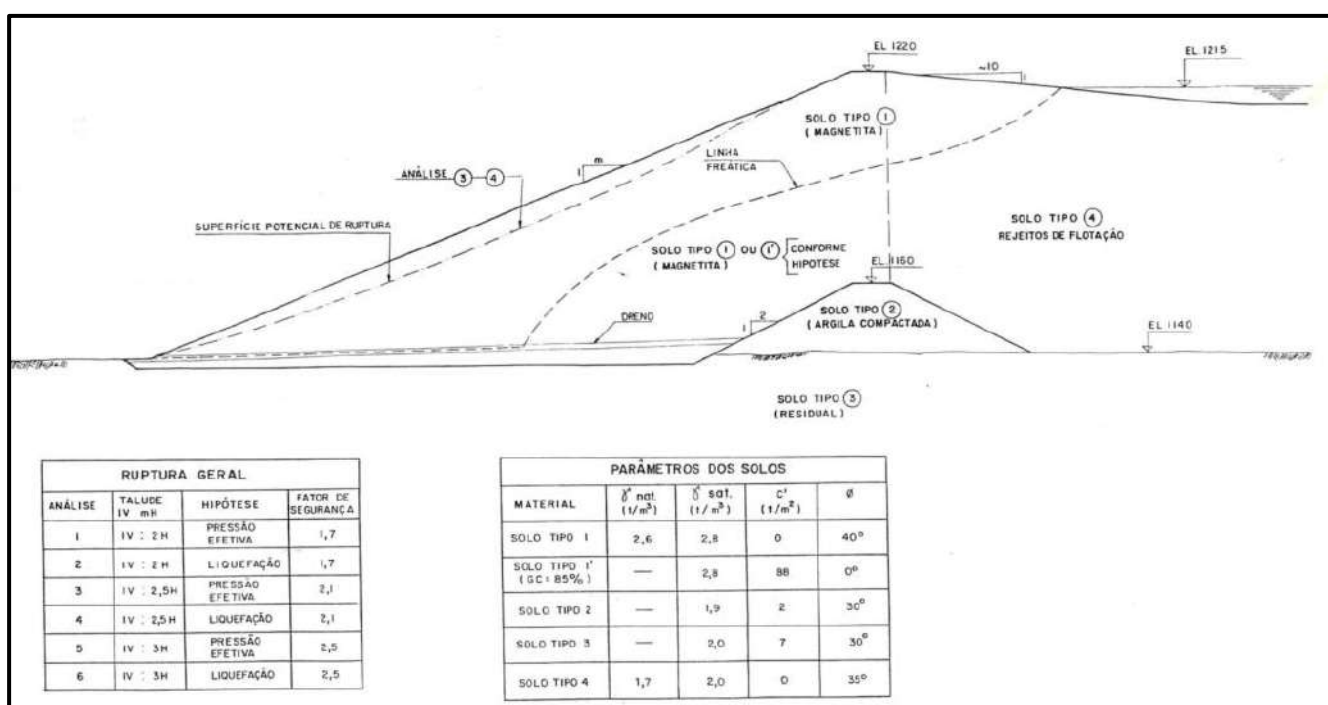 EL 1220
EL. 1215
~10
1
SOLO TIPO 1
( MAGNETITA )
m
1
LINHA
FREÁTICA
ANÁLISE 3 - 4
SUPERFÍCIE POTENCIAL DE RUPTURA
SOLO TIPO 4
REJEITOS DE FLOTAÇÃO
SOLO TIPO 1 OU 1' { CONFORME
(MAGNETITA) HIPOTESE
EL. 1160
DRENO
2
1
SOLO TIPO 2
( ARGILA COMPACTADA )
EL 1140
SOLO TIPO 3
(RESIDUAL)
RUPTURA GERAL
ANÁLISE TALUDE IV mH HIPÓTESE FATOR DE SEGURANÇA
1 IV : 2H PRESSÃO EFETIVA 1,7
2 IV : 2H LIQUEFAÇÃO 1,7
3 IV : 2,5H PRESSÃO EFETIVA 2,1
4 IV : 2,5H LIQUEFAÇÃO 2,1
5 IV : 3H PRESSÃO EFETIVA 2,5
6 IV : 3H LIQUEFAÇÃO 2,5
PARÂMETROS DOS SOLOS
MATERIAL γ nat. (t/m³) γ sat. (t/m³) C' (t/m²) Ø
SOLO TIPO 1 2,6 2,8 0 40°
SOLO TIPO 1' (GC = 85%) — 2,8 88 0°
SOLO TIPO 2 — 1,9 2 30°
SOLO TIPO 3 — 2,0 7 30°
SOLO TIPO 4 1,7 2,0 0 35°